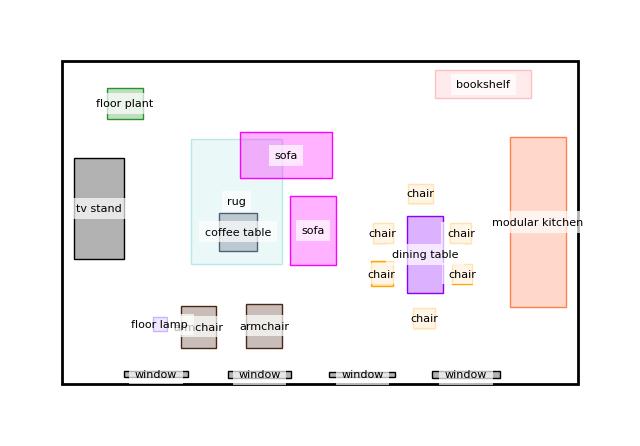 bookshelf
floor plant
sofa
chair
rug
tv stand
modular kitchen
coffee table
sofa
chair
chair
dining table
chair
chair
chair
floor lamp
armchair
armchair
window
window
window
window